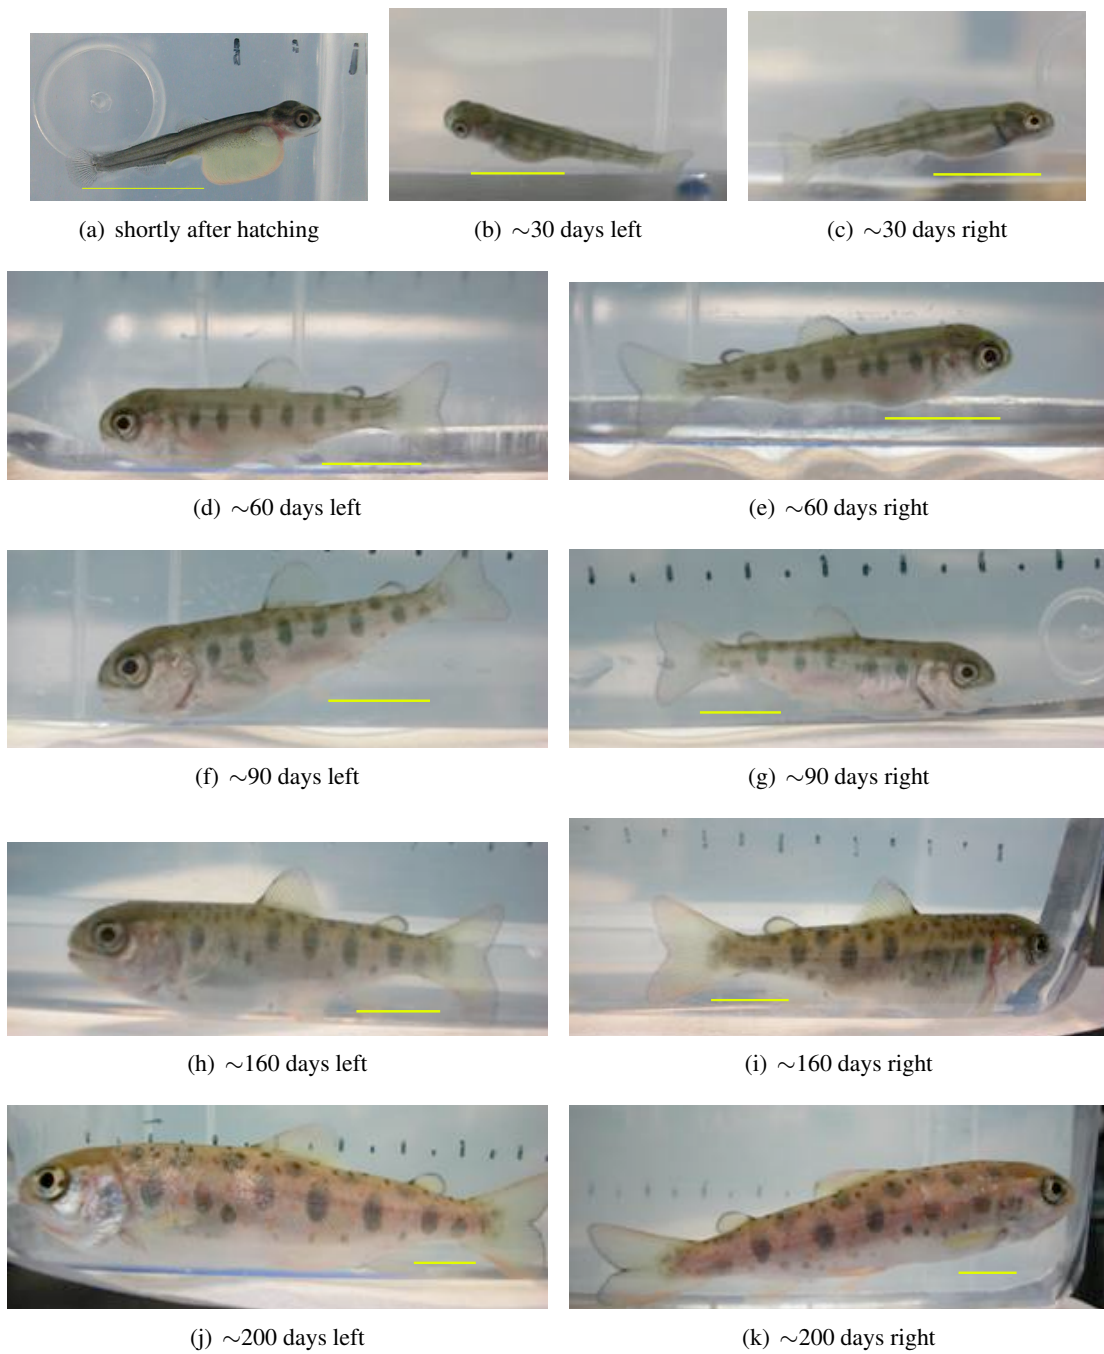 (a) shortly after hatching
(b) ∼30 days left
(c) ∼30 days right
(d) ∼60 days left
(e) ∼60 days right
(f) ∼90 days left
(g) ∼90 days right
(h) ∼160 days left
(i) ∼160 days right
(j) ∼200 days left
(k) ∼200 days right